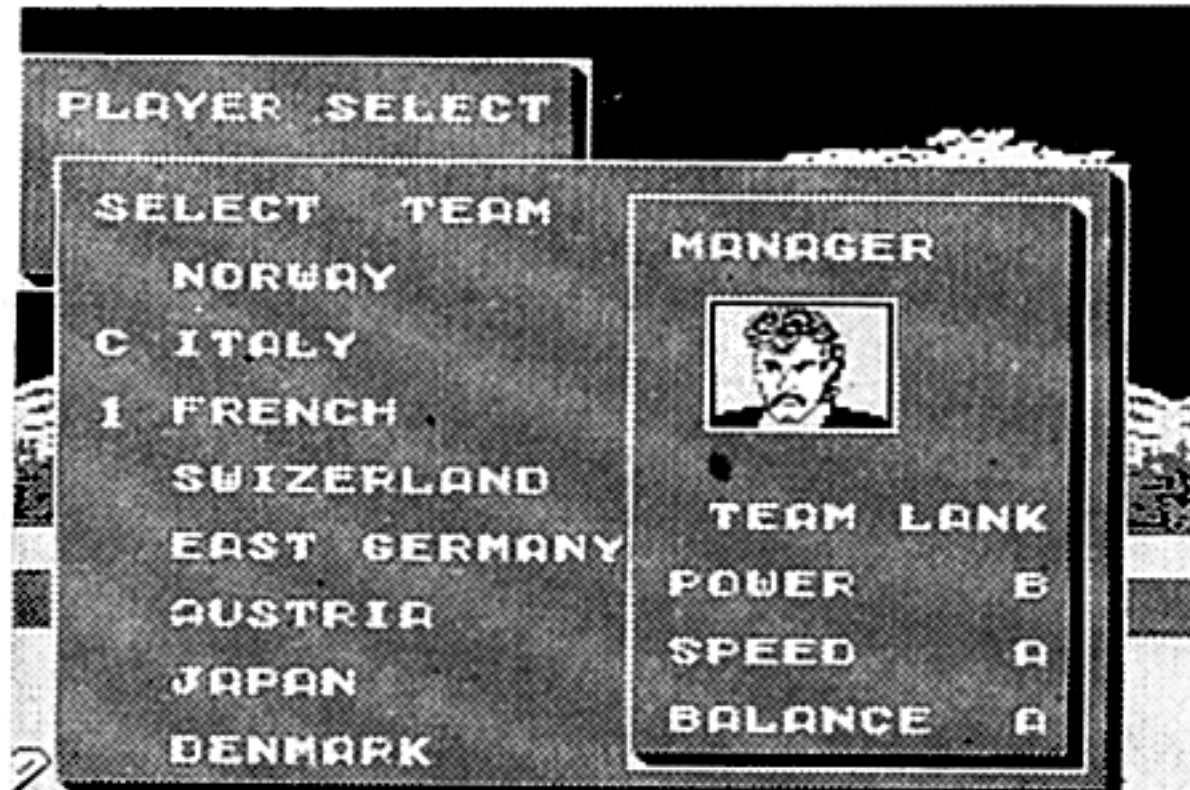 PLAYER SELECT
SELECT TEAM
NORWAY
C ITALY
1 FRENCH
SWIZERLAND
EAST GERMANY
AUSTRIA
JAPAN
DENMARK
MANAGER
TEAM LANK
POWER B
SPEED A
BALANCE A